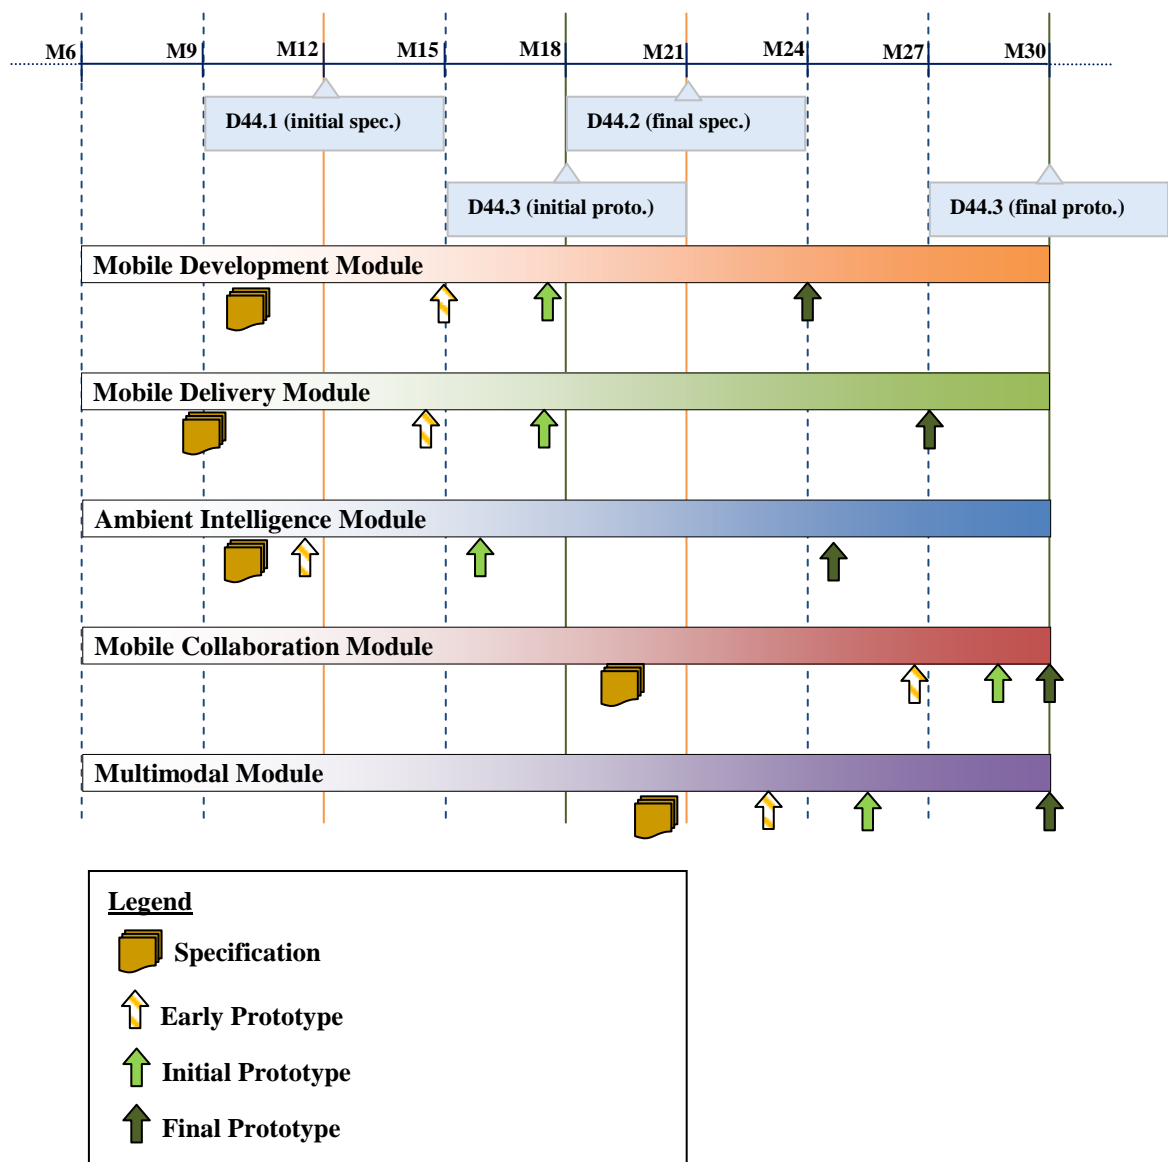 M6 M9 M12 M15 M18 M21 M24 M27 M30
D44.1 (initial spec.) D44.2 (final spec.)
D44.3 (initial proto.) D44.3 (final proto.)
Mobile Development Module
Mobile Delivery Module
Ambient Intelligence Module
Mobile Collaboration Module
Multimodal Module
Legend
Specification
Early Prototype
Initial Prototype
Final Prototype